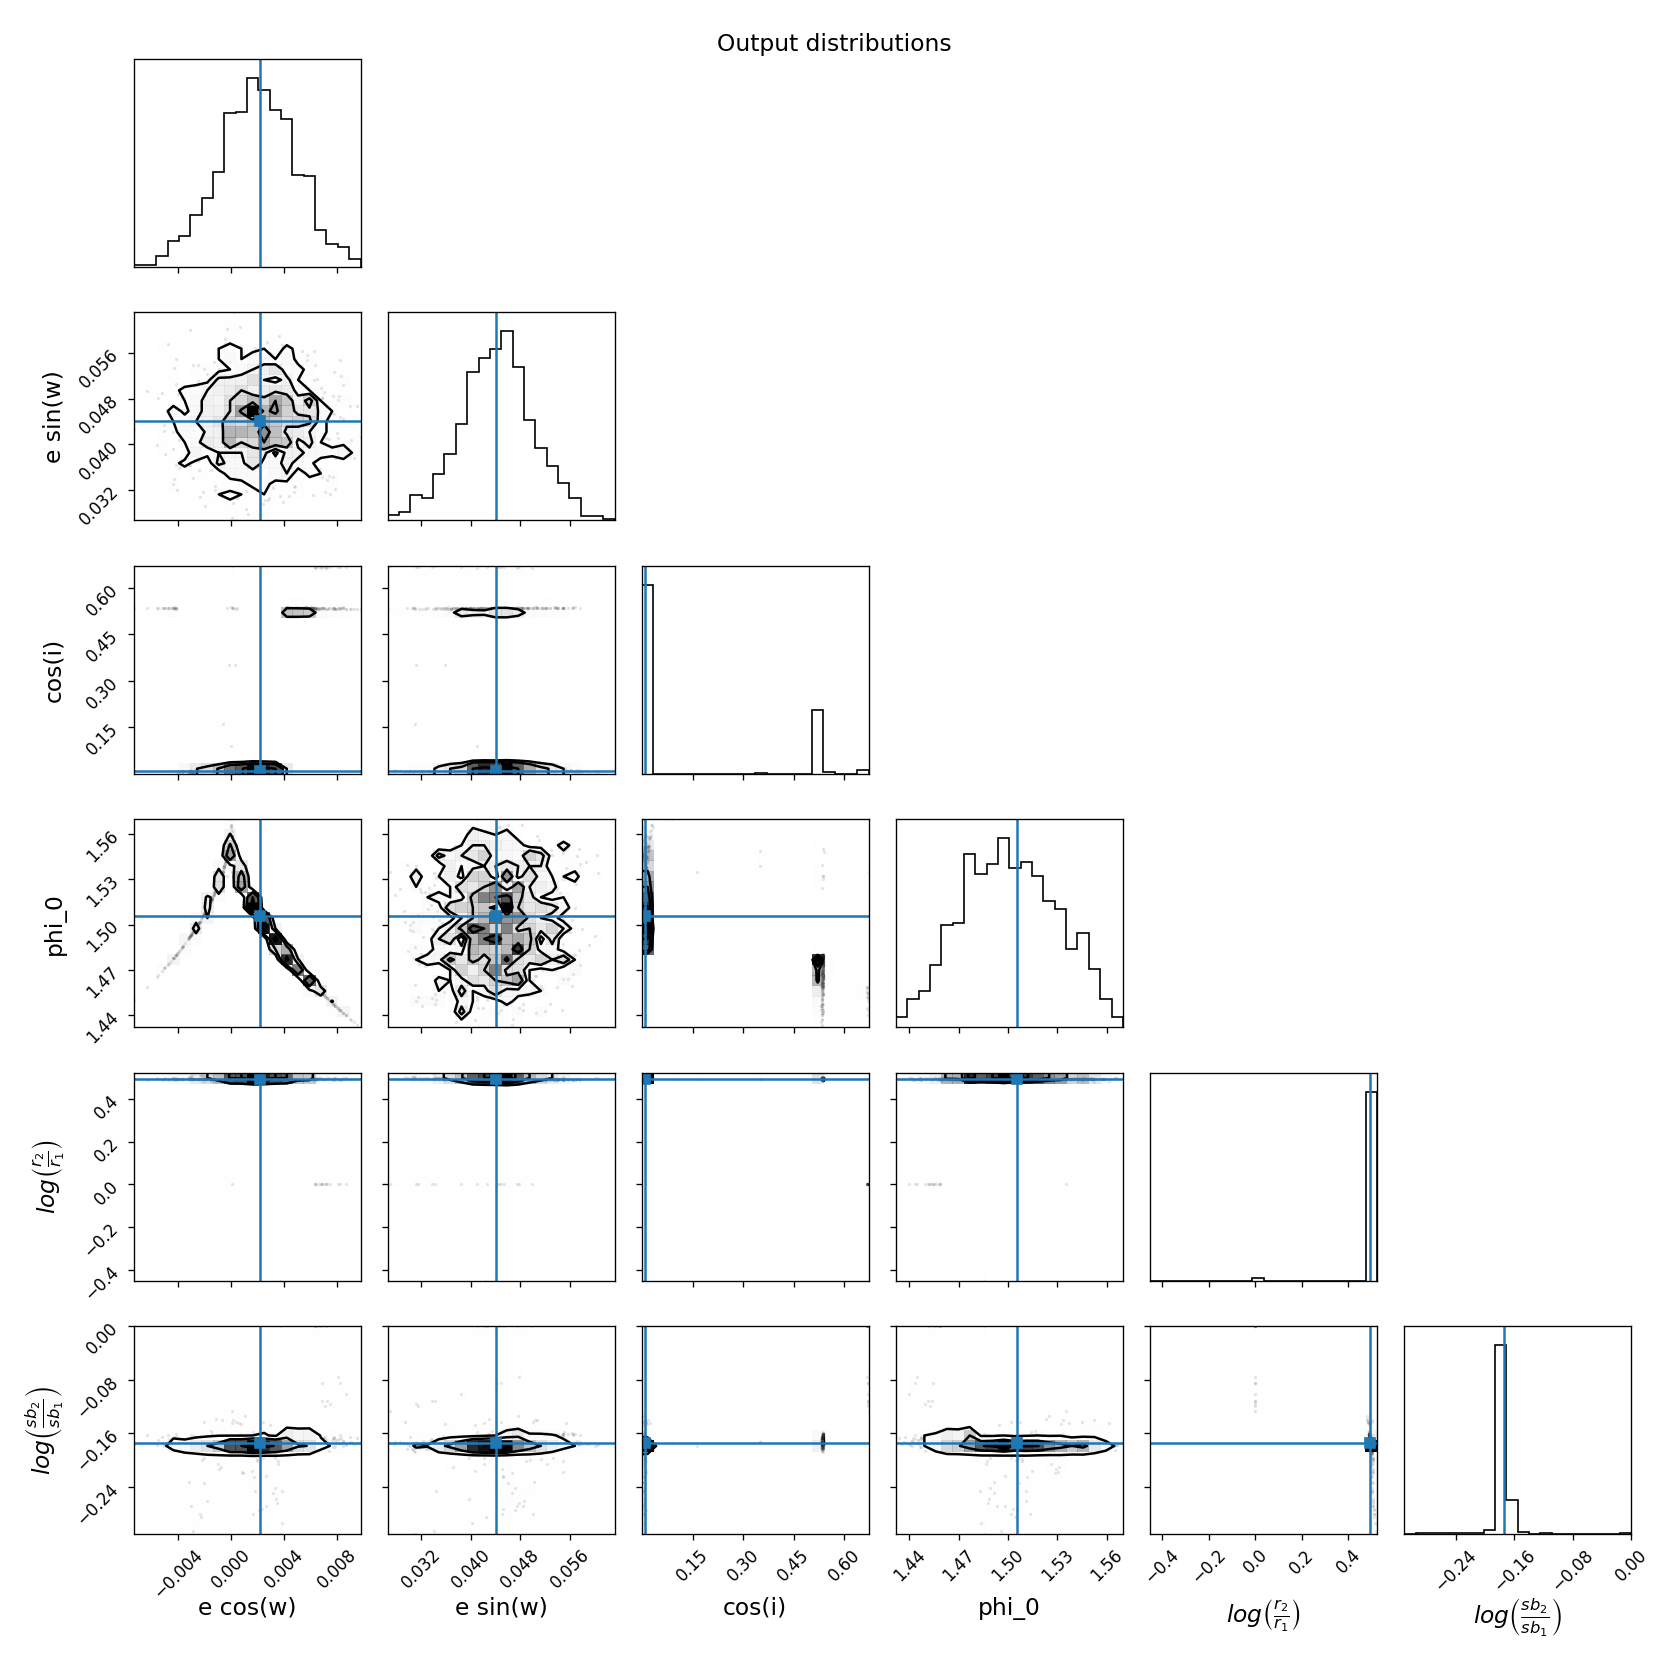 Output distributions
e sin(w)
0.056
0.048
0.040
0.032
cos(i)
0.60
0.45
0.30
0.15
phi_0
1.56
1.53
1.50
1.47
1.44
log(r₂/r₁)
0.4
0.2
0.0
−0.2
−0.4
log(sb₂/sb₁)
0.00
−0.08
−0.16
−0.24
−0.004 0.000 0.004 0.008
0.032 0.040 0.048 0.056
0.15 0.30 0.45 0.60
1.44 1.47 1.50 1.53 1.56
−0.4 −0.2 0.0 0.2 0.4
−0.24 −0.16 −0.08 0.00
e cos(w)
e sin(w)
cos(i)
phi_0
log(r₂/r₁)
log(sb₂/sb₁)